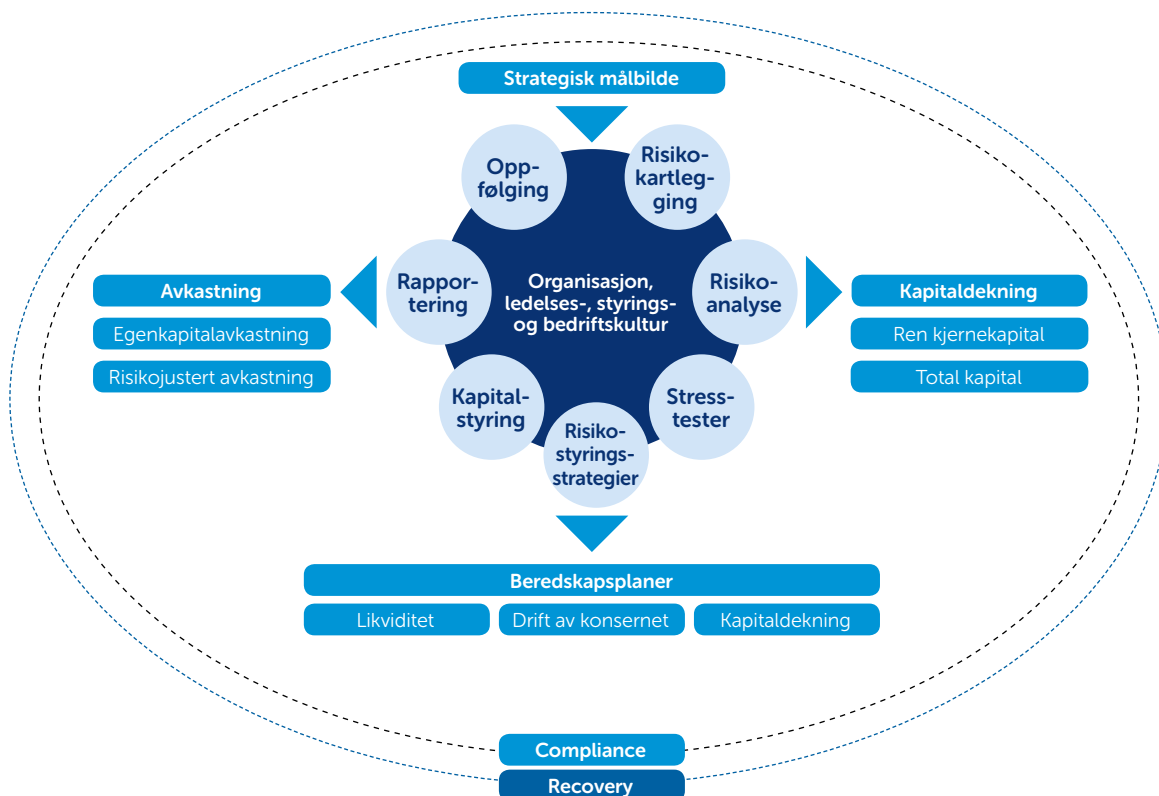 Strategisk målbilde
Opp-
følging
Risiko-
kartleg-
ging
Rappor-
tering
Organisasjon,
ledelses-, styrings-
og bedriftskultur
Risiko-
analyse
Avkastning
Egenkapitalavkastning
Risikojustert avkastning
Kapitaldekning
Ren kjernekapital
Total kapital
Kapital-
styring
Risiko-
styrings-
strategier
Stress-
tester
Beredskapsplaner
Likviditet
Drift av konsernet
Kapitaldekning
Compliance
Recovery